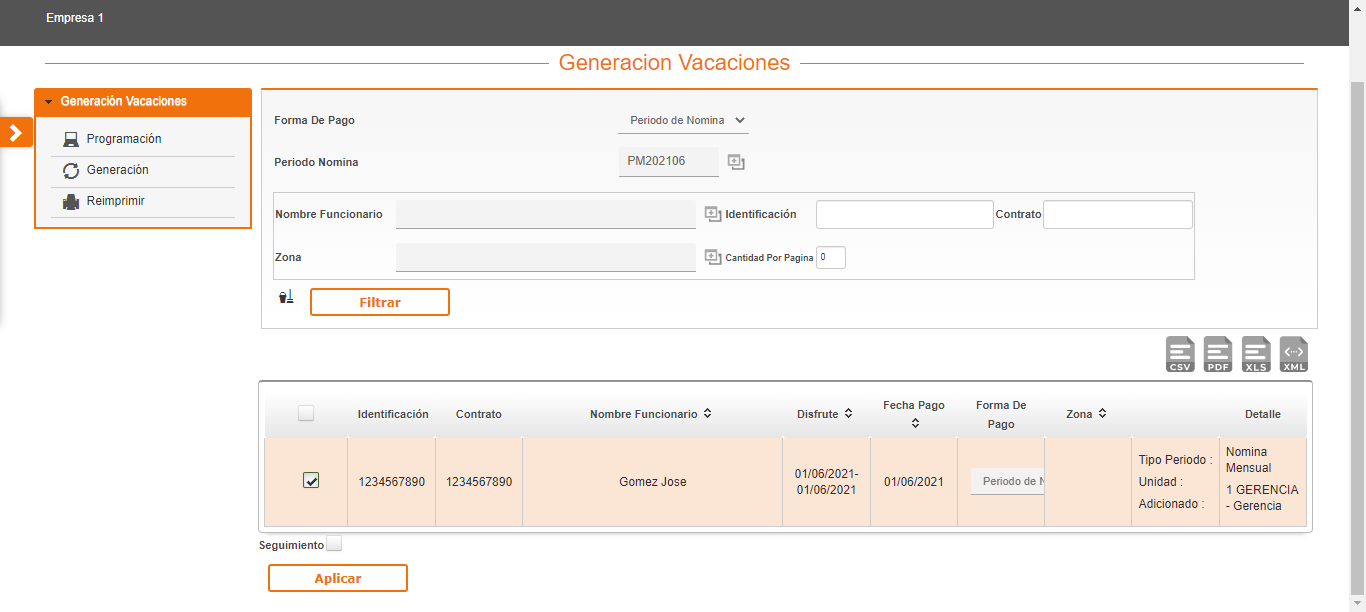 Empresa 1
Generacion Vacaciones
Generación Vacaciones
Programación
Generación
Reimprimir
Forma De Pago
Periodo de Nomina
Periodo Nomina
PM202106
Nombre Funcionario
Identificación
Contrato
Zona
Cantidad Por Pagina
0
Filtrar
CSV
PDF
XLS
XML
Identificación
Contrato
Nombre Funcionario
Disfrute
Fecha Pago
Forma De
Pago
Zona
Detalle
1234567890
1234567890
Gomez Jose
01/06/2021-
01/06/2021
01/06/2021
Periodo de N
Tipo Periodo :
Unidad :
Adicionado :
Nomina
Mensual
1 GERENCIA
- Gerencia
Seguimiento
Aplicar